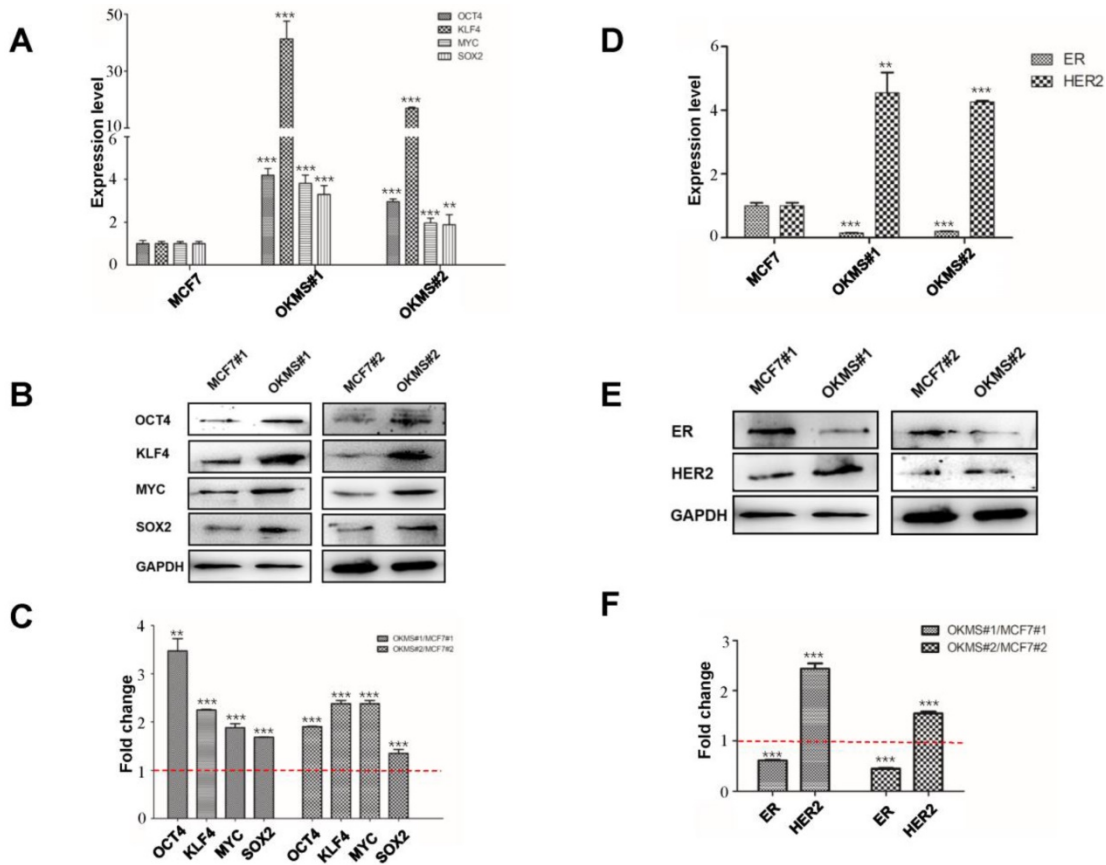 A
Expression level
50
30
10
6
4
2
0
***
***
***
***
***
***
***
**
OCT4
KLF4
MYC
SOX2
MCF7
OKMS#1
OKMS#2
B
MCF7#1
OKMS#1
MCF7#2
OKMS#2
OCT4
KLF4
MYC
SOX2
GAPDH
C
Fold change
4
3
2
1
0
**
***
***
***
***
***
***
***
OKMS#1/MCF7#1
OKMS#2/MCF7#2
OCT4
KLF4
MYC
SOX2
OCT4
KLF4
MYC
SOX2
D
Expression level
6
4
2
0
***
**
***
***
ER
HER2
MCF7
OKMS#1
OKMS#2
E
MCF7#1
OKMS#1
MCF7#2
OKMS#2
ER
HER2
GAPDH
F
Fold change
3
2
1
0
***
***
***
***
OKMS#1/MCF7#1
OKMS#2/MCF7#2
ER
HER2
ER
HER2